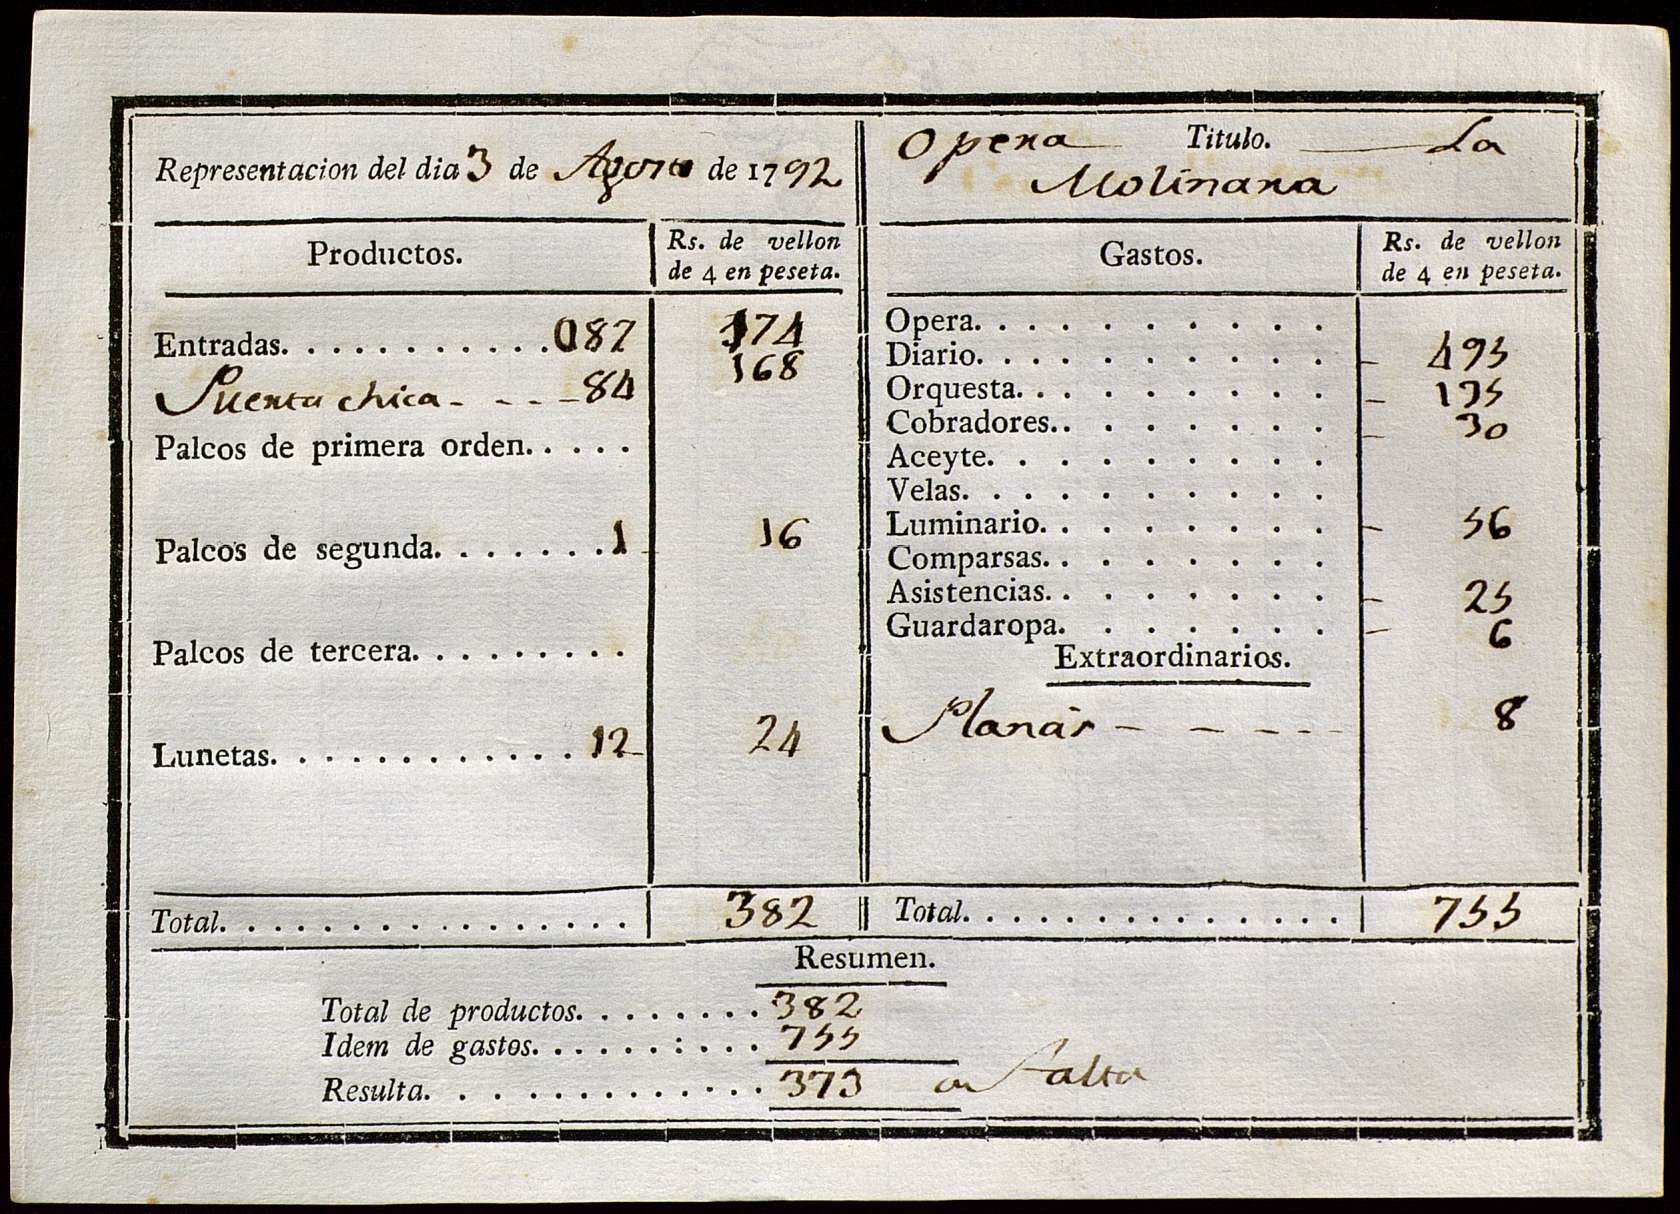 Representacion del dia 3 de Agosto de 1792
Opera Titulo. La
Molinara
Productos. Rs. de vellon
de 4 en peseta.
Entradas. . . . . . . . . . . 087 174
Puerta chica - - - - 84 168
Palcos de primera orden. . . . .
Palcos de segunda. . . . . . . 1 16
Palcos de tercera. . . . . . . . .
Lunetas. . . . . . . . . . . . 12 24
Total. . . . . . . . . . . . . . . . 382
Gastos. Rs. de vellon
de 4 en peseta.
Opera. . . . . . . . . .
Diario. . . . . . . . . . 495
Orquesta. . . . . . . . . 135
Cobradores. . . . . . . . 30
Aceyte. . . . . . . . .
Velas. . . . . . . . . .
Luminario. . . . . . . . 56
Comparsas. . . . . . . .
Asistencias. . . . . . . . 25
Guardaropa. . . . . . . 6
Extraordinarios.
Planás - - - - - 8
Total. . . . . . . . . . . . . . 755
Resumen.
Total de productos. . . . . . . . 382
Idem de gastos. . . . . . : . . . 755
Resulta. . . . . . . . . . . . . 373 en falta